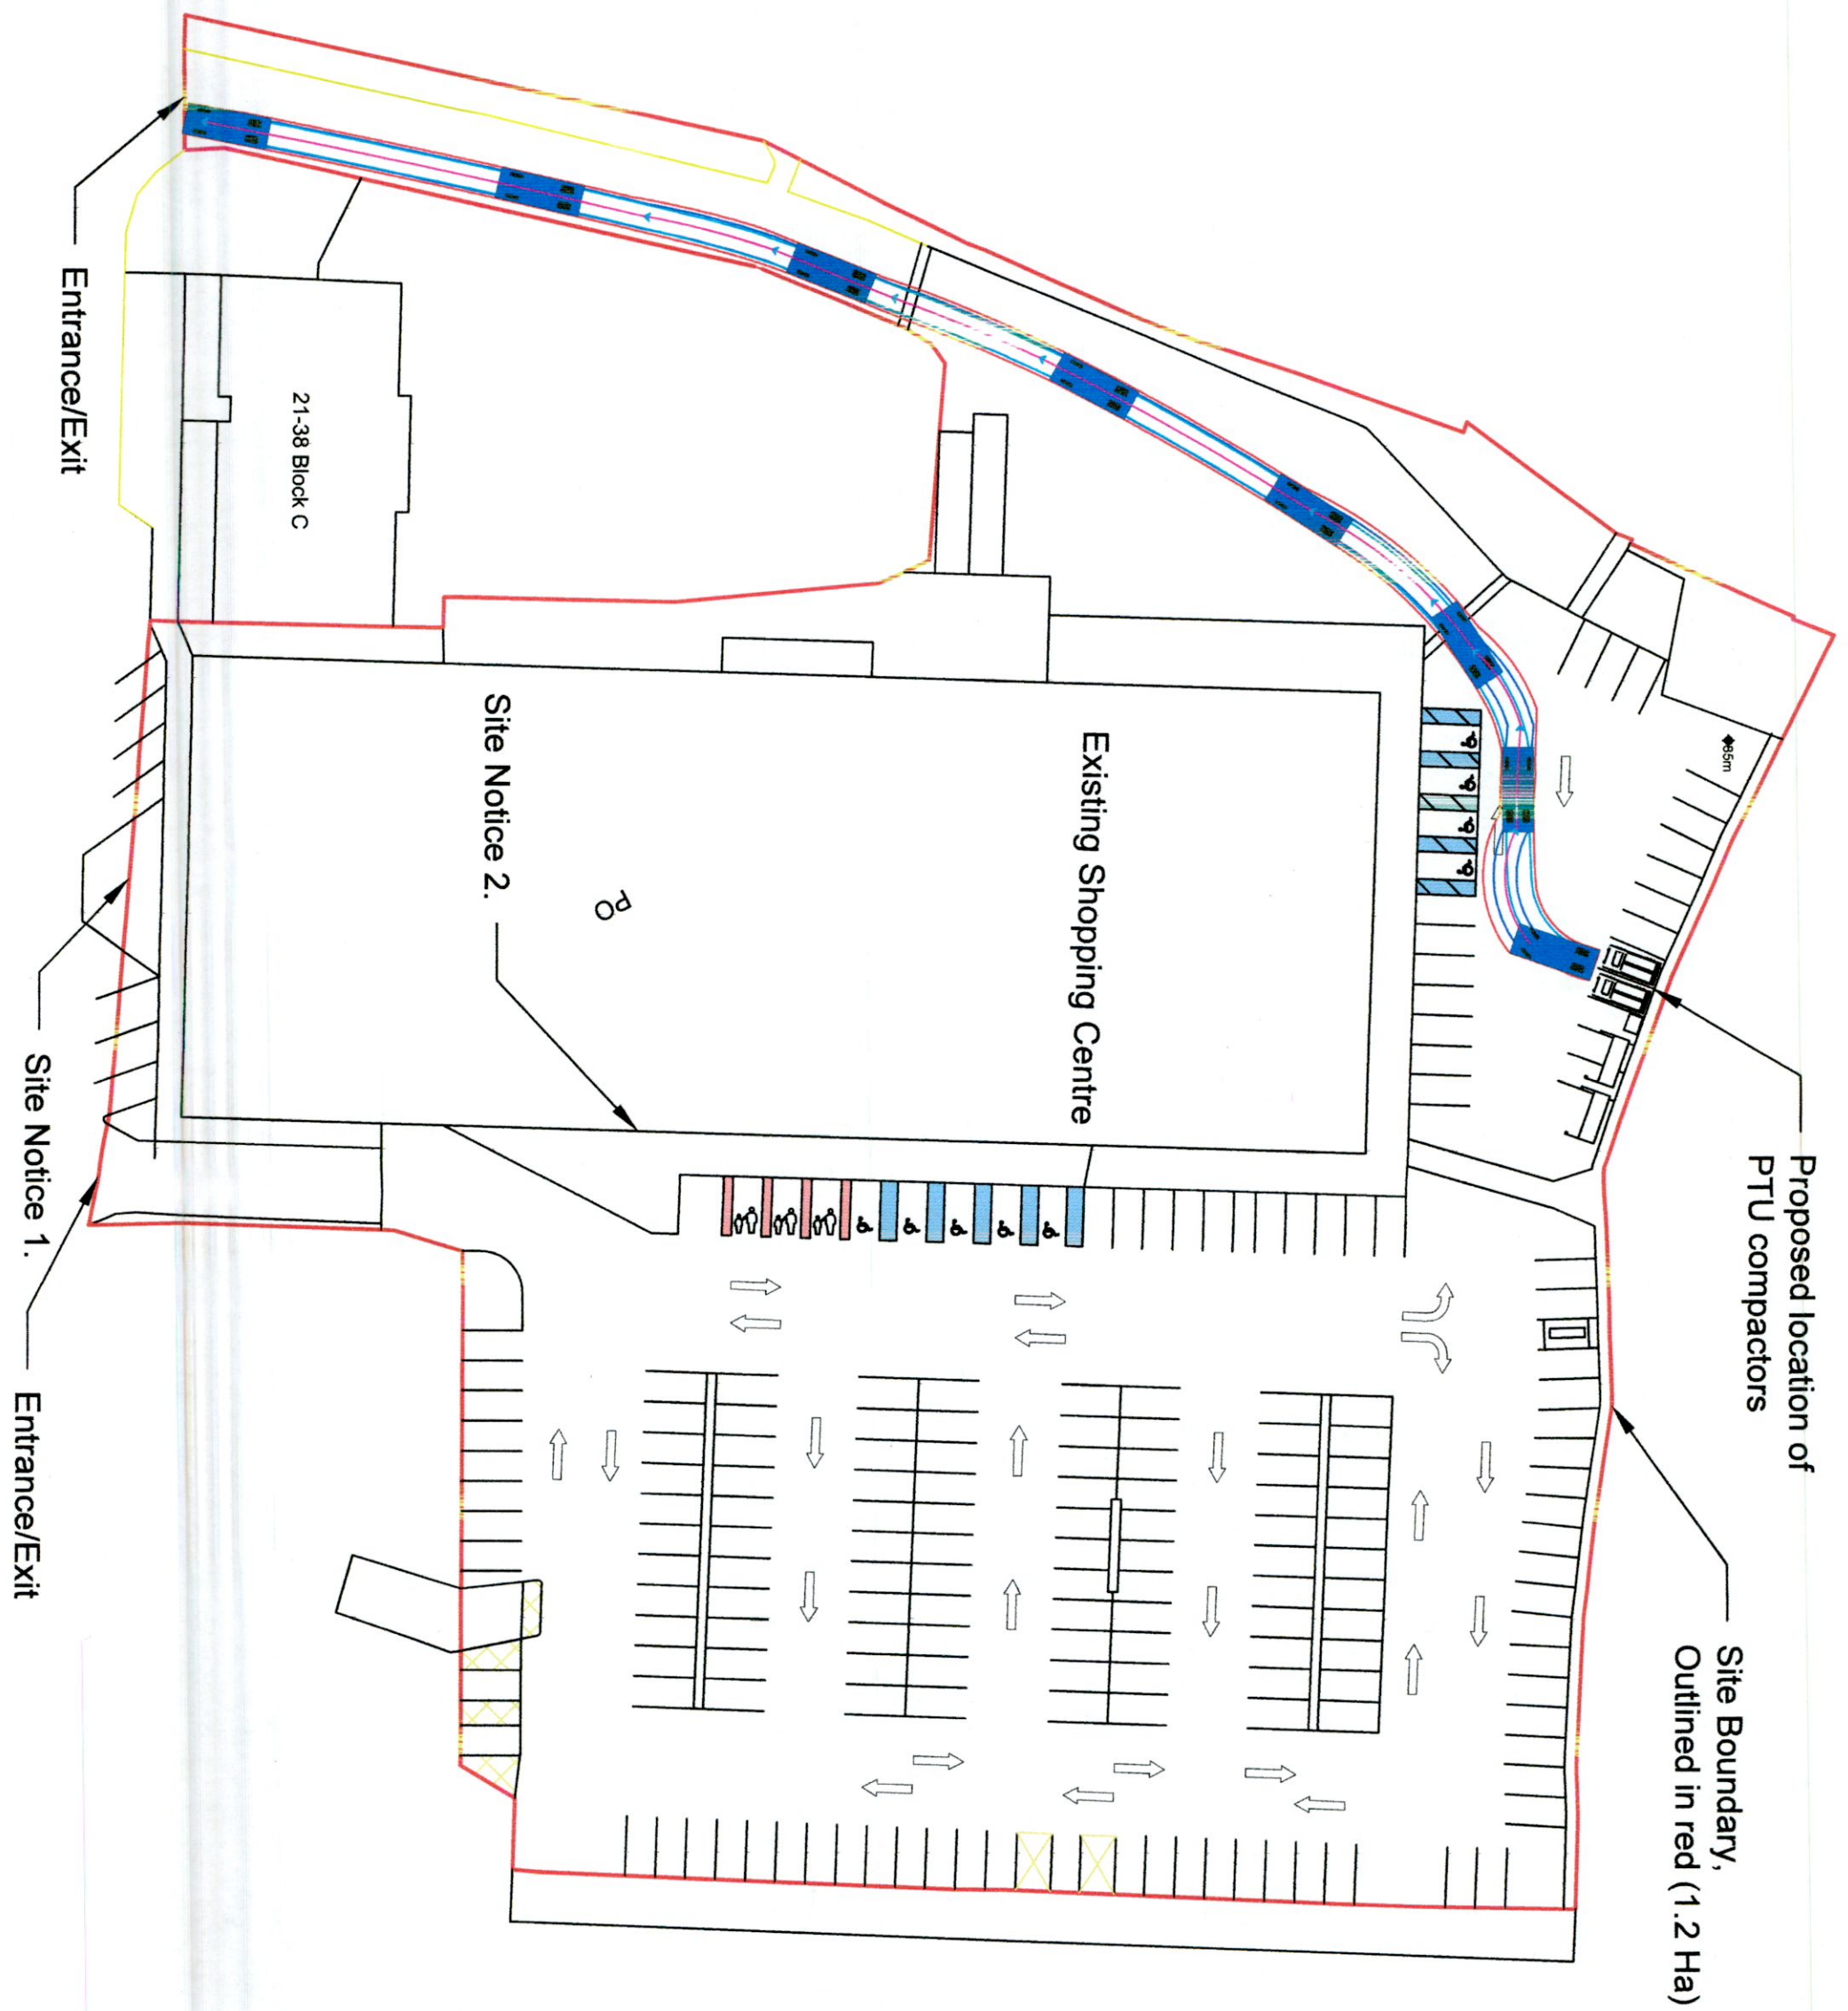 Proposed location of
PTU compactors
Site Boundary,
Outlined in red (1.2 Ha)
65m
Existing Shopping Centre
PO
Site Notice 2.
21-38 Block C
Entrance/Exit
Site Notice 1.
Entrance/Exit